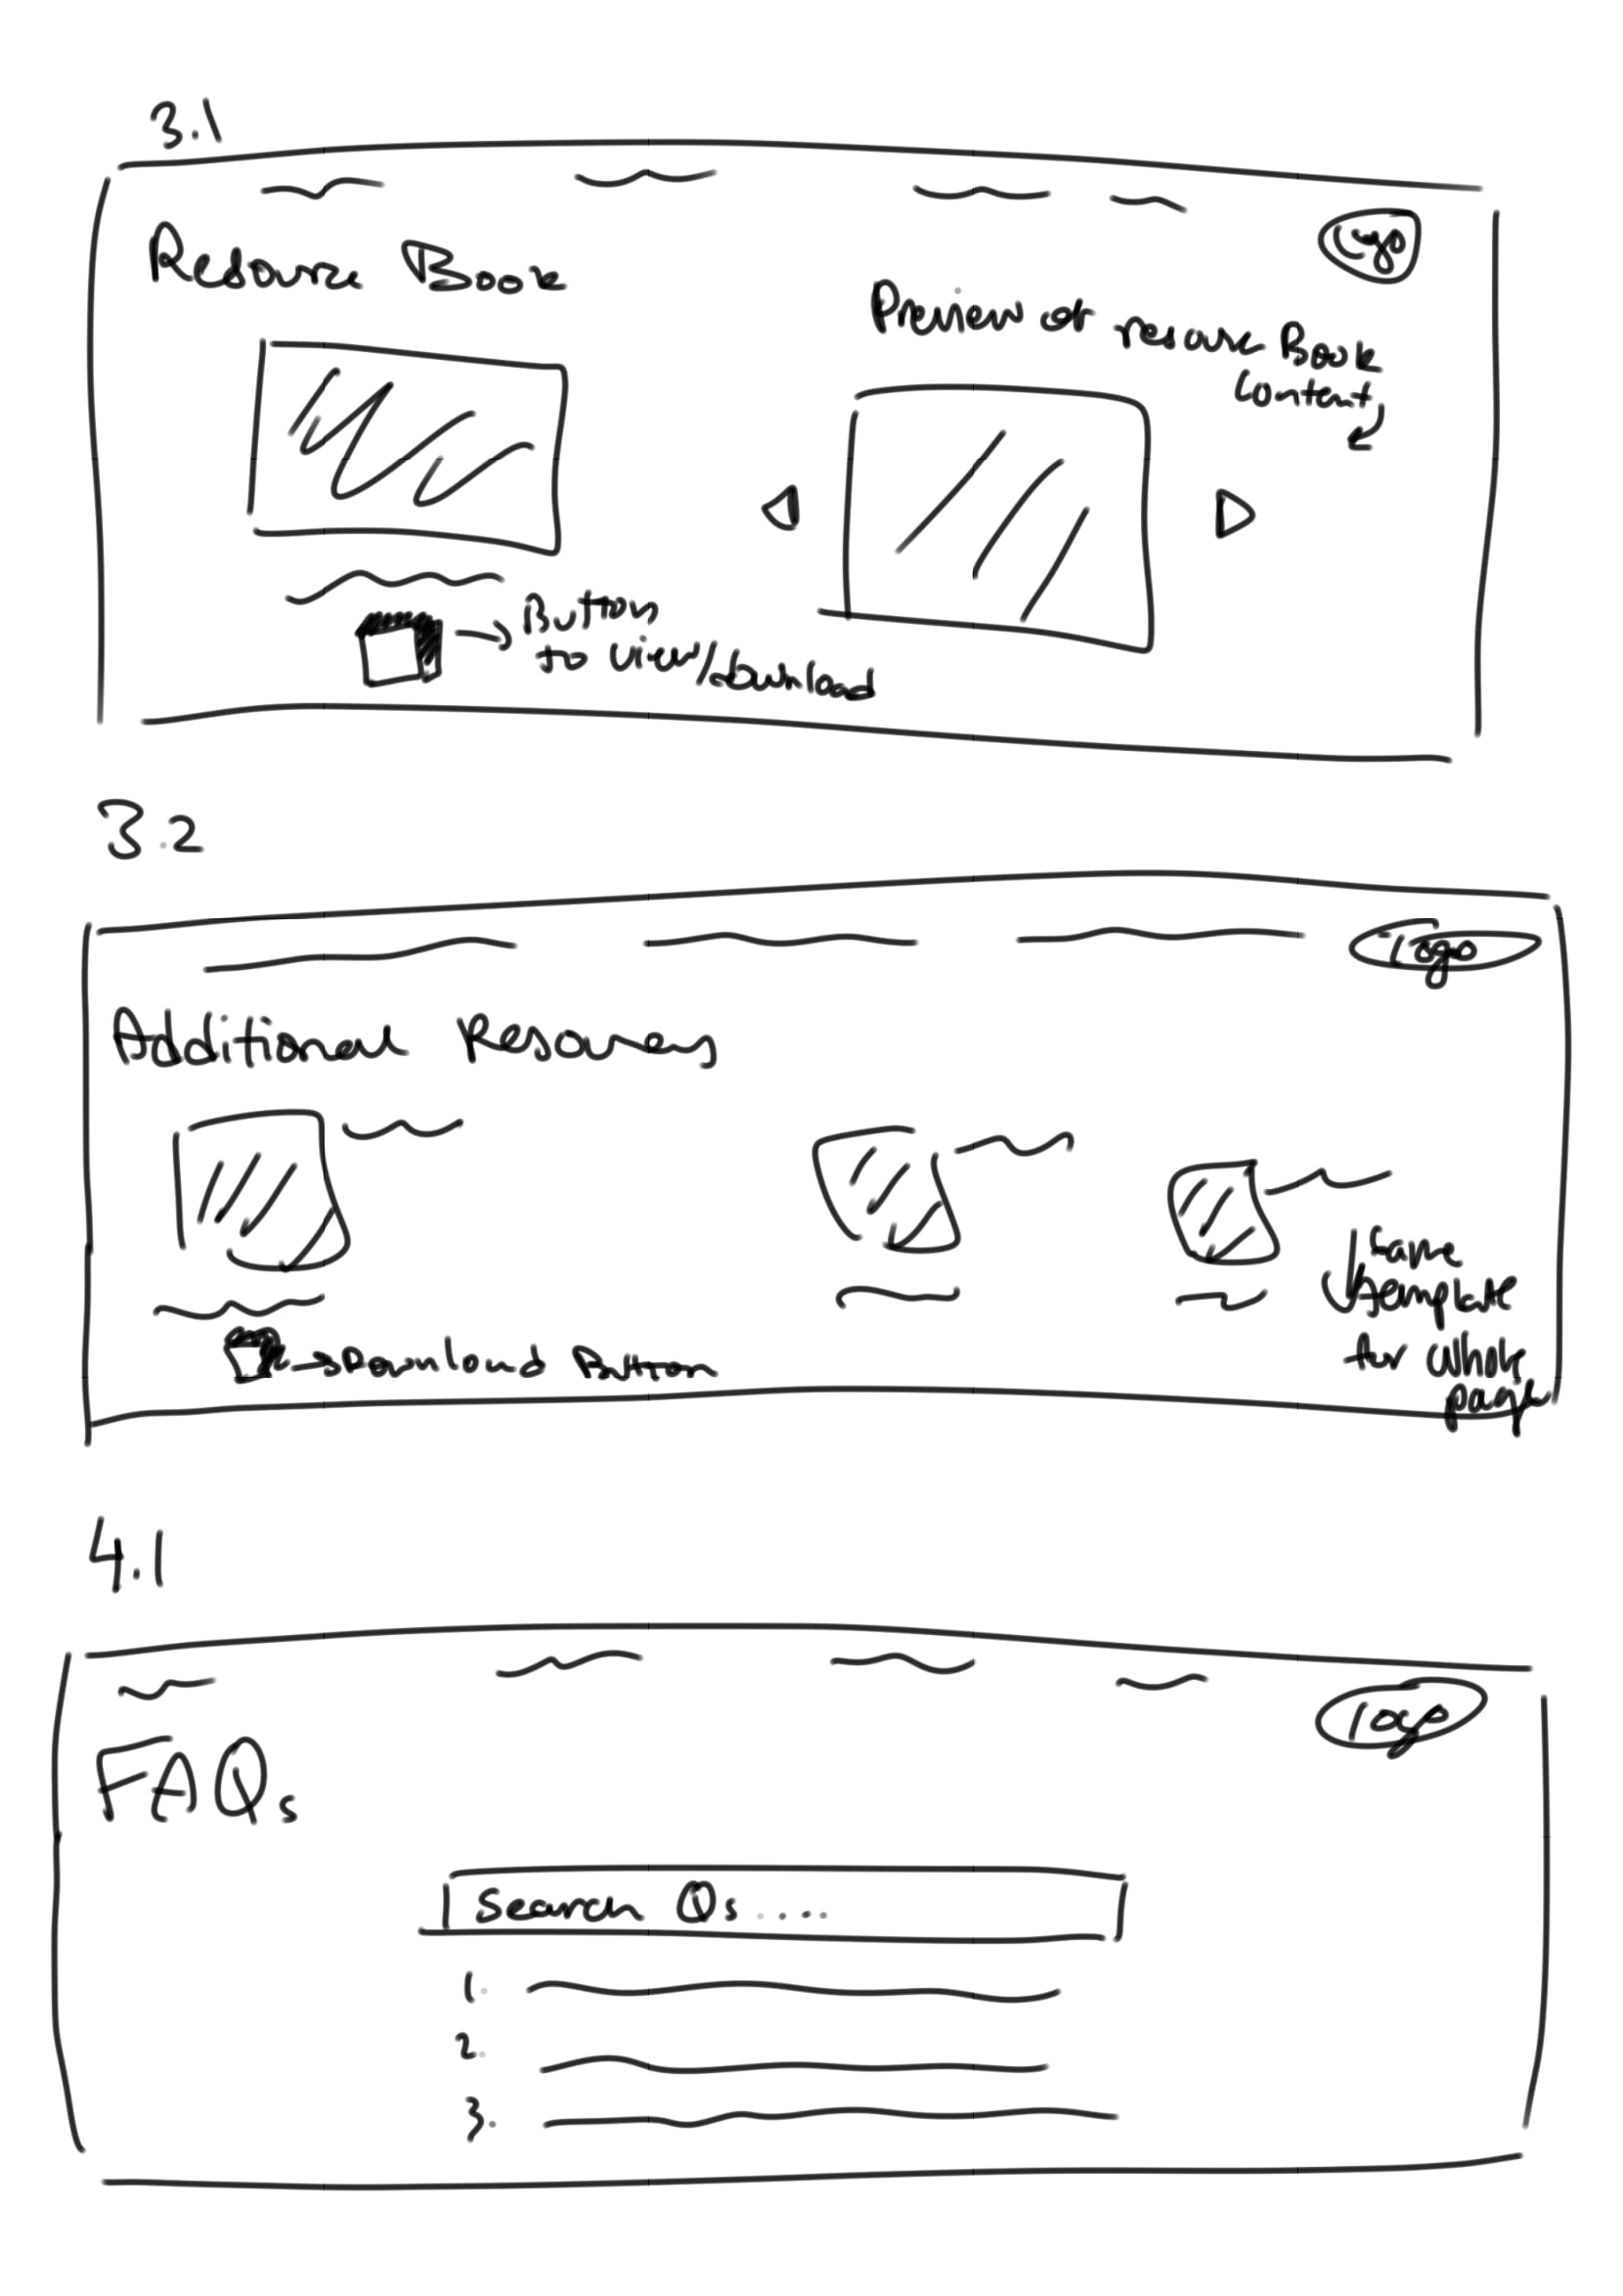 3.1
Logo
Resource Book
Preview of resource Book
Content
Button
to view/download
3.2
Logo
Additional Resources
same
template
for whole
page
Download Button
4.1
logo
FAQs
Search Qs....
1.
2.
3.